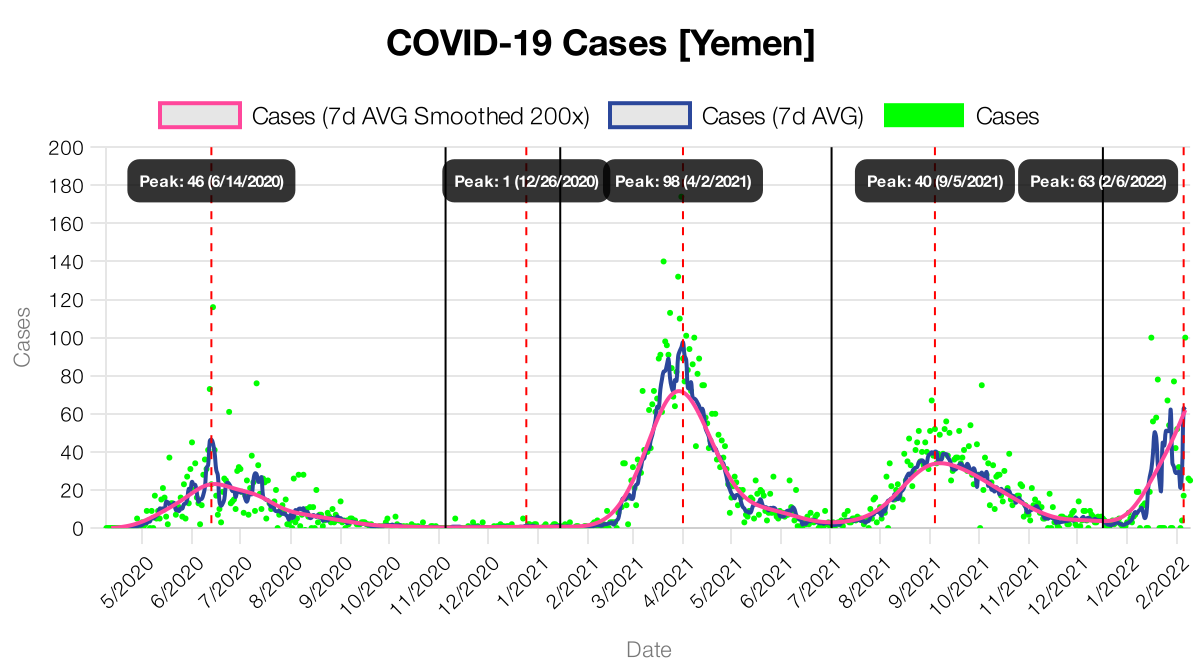 COVID-19 Cases [Yemen]
Cases (7d AVG Smoothed 200x) Cases (7d AVG) Cases
200
180
160
140
120
100
80
60
40
20
0
Cases
Peak: 46 (6/14/2020) Peak: 1 (12/26/2020) Peak: 98 (4/2/2021) Peak: 40 (9/5/2021) Peak: 63 (2/6/2022)
5/2020 6/2020 7/2020 8/2020 9/2020 10/2020 11/2020 12/2020 1/2021 2/2021 3/2021 4/2021 5/2021 6/2021 7/2021 8/2021 9/2021 10/2021 11/2021 12/2021 1/2022 2/2022
Date